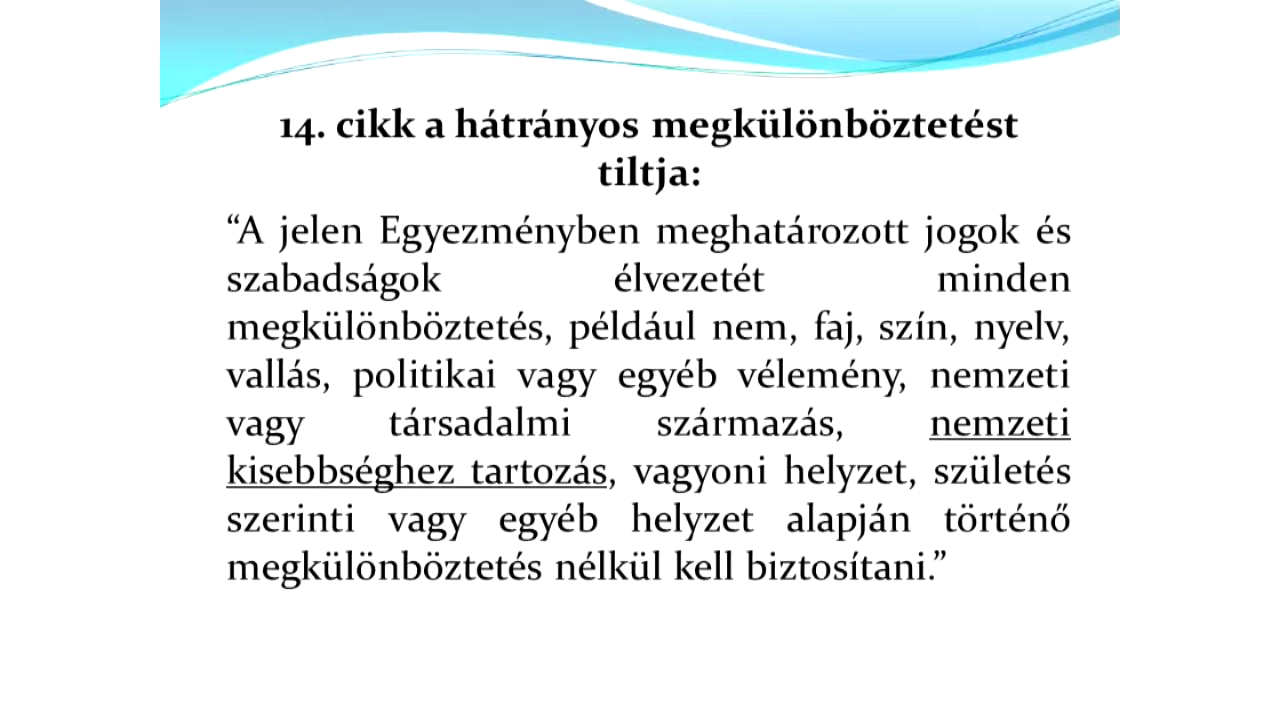 14. cikk a hátrányos megkülönböztetést
tiltja:
“A jelen Egyezményben meghatározott jogok és
szabadságok élvezetét minden
megkülönböztetés, például nem, faj, szín, nyelv,
vallás, politikai vagy egyéb vélemény, nemzeti
vagy társadalmi származás, nemzeti
kisebbséghez tartozás, vagyoni helyzet, születés
szerinti vagy egyéb helyzet alapján történő
megkülönböztetés nélkül kell biztosítani.”